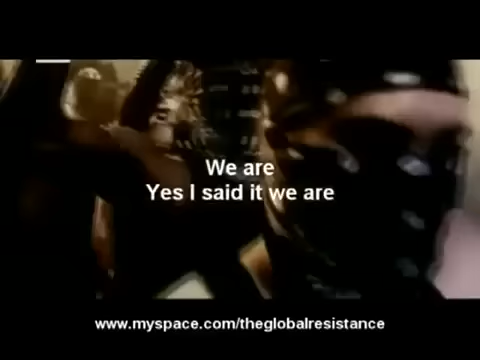 We are
Yes I said it we are
www.myspace.com/theglobalresistance